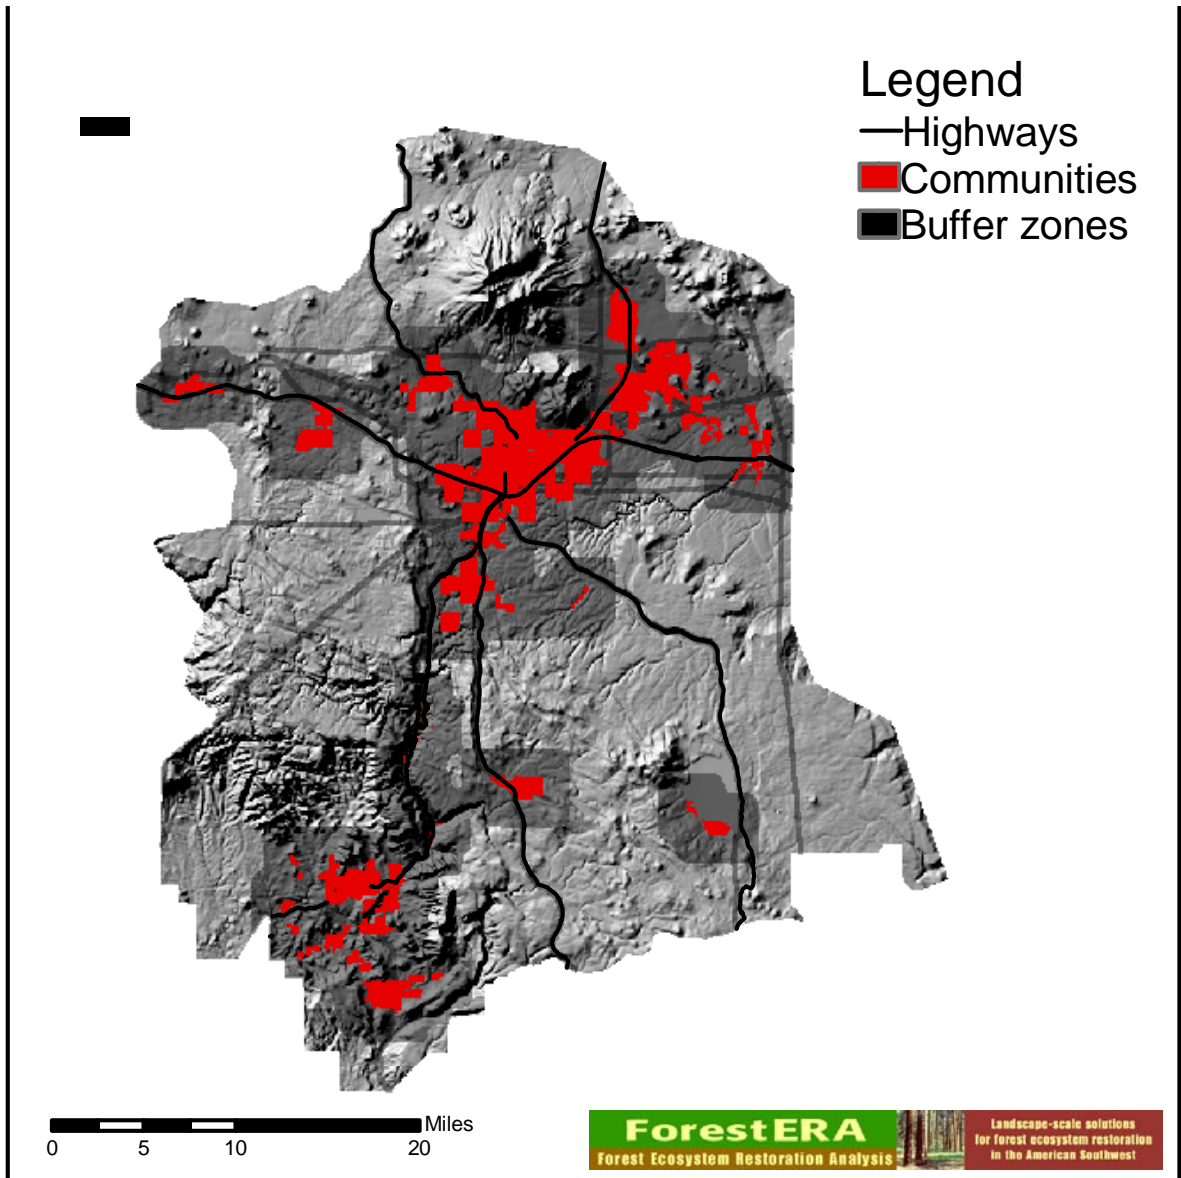 Legend
Highways
Communities
Buffer zones
Miles
0 5 10 20
ForestERA
Forest Ecosystem Restoration Analysis
Landscape-scale solutions
for forest ecosystem restoration
in the American Southwest